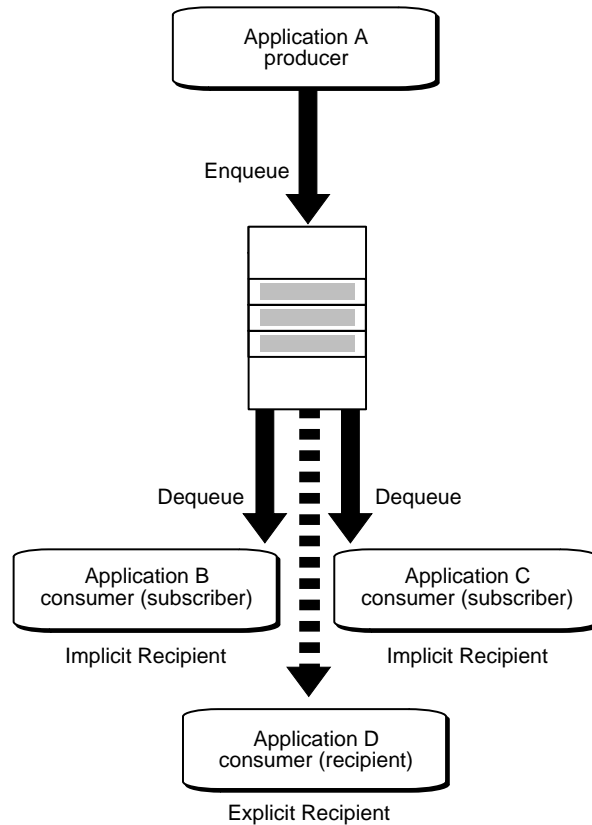 Application A
producer
Enqueue
Dequeue
Dequeue
Application B
consumer (subscriber)
Application C
consumer (subscriber)
Implicit Recipient
Implicit Recipient
Application D
consumer (recipient)
Explicit Recipient